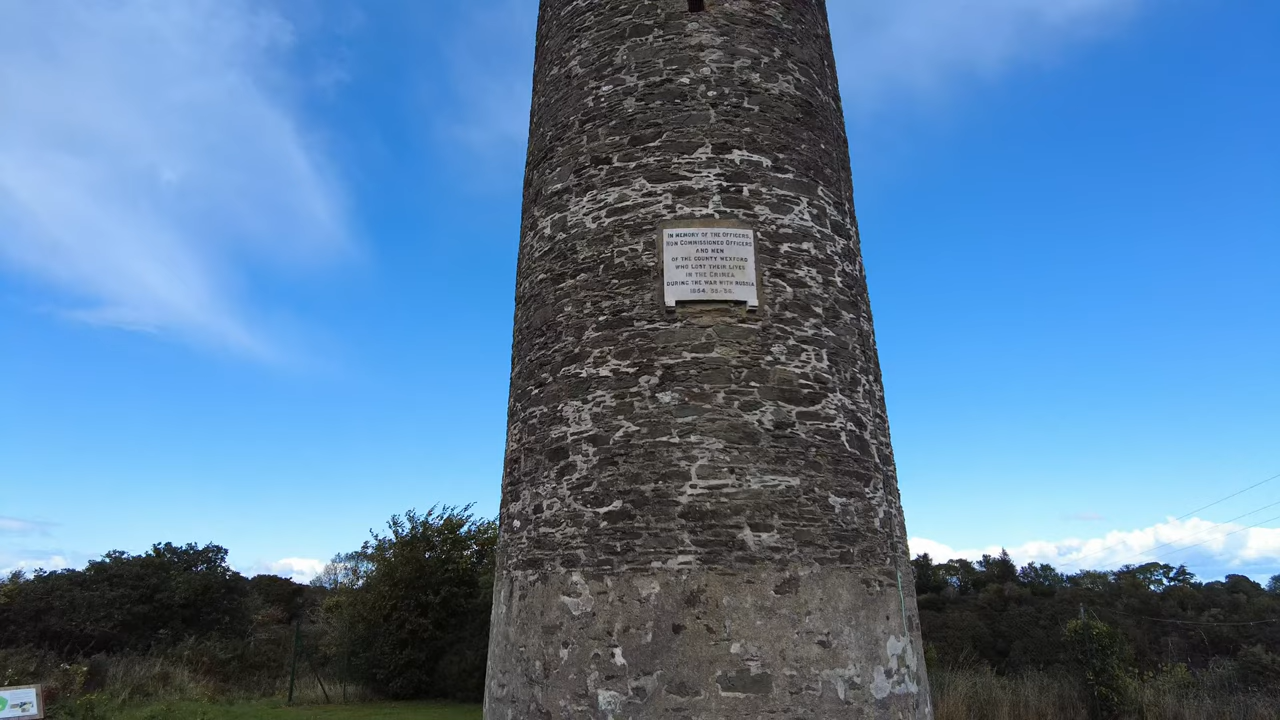 IN MEMORY OF THE OFFICERS,
NON COMMISSIONED OFFICERS
AND MEN
OF THE COUNTY WEXFORD
WHO LOST THEIR LIVES
IN THE CRIMEA
DURING THE WAR WITH RUSSIA
1854. 55-56.